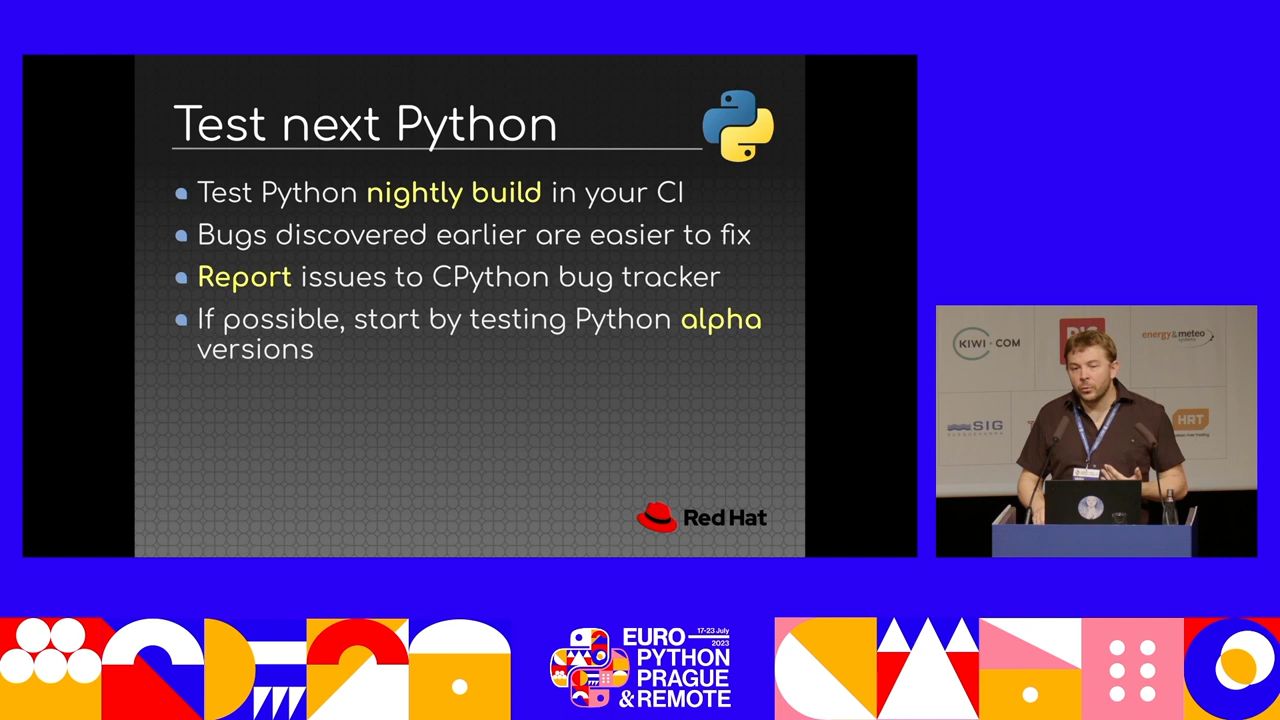 Test next Python
Test Python nightly build in your CI
Bugs discovered earlier are easier to fix
Report issues to CPython bug tracker
If possible, start by testing Python alpha
versions
Red Hat
KIWI.COM
energy & meteo
systems
SIG
HRT
EURO
17-23 July
2023
PYTHON
PRAGUE
& REMOTE